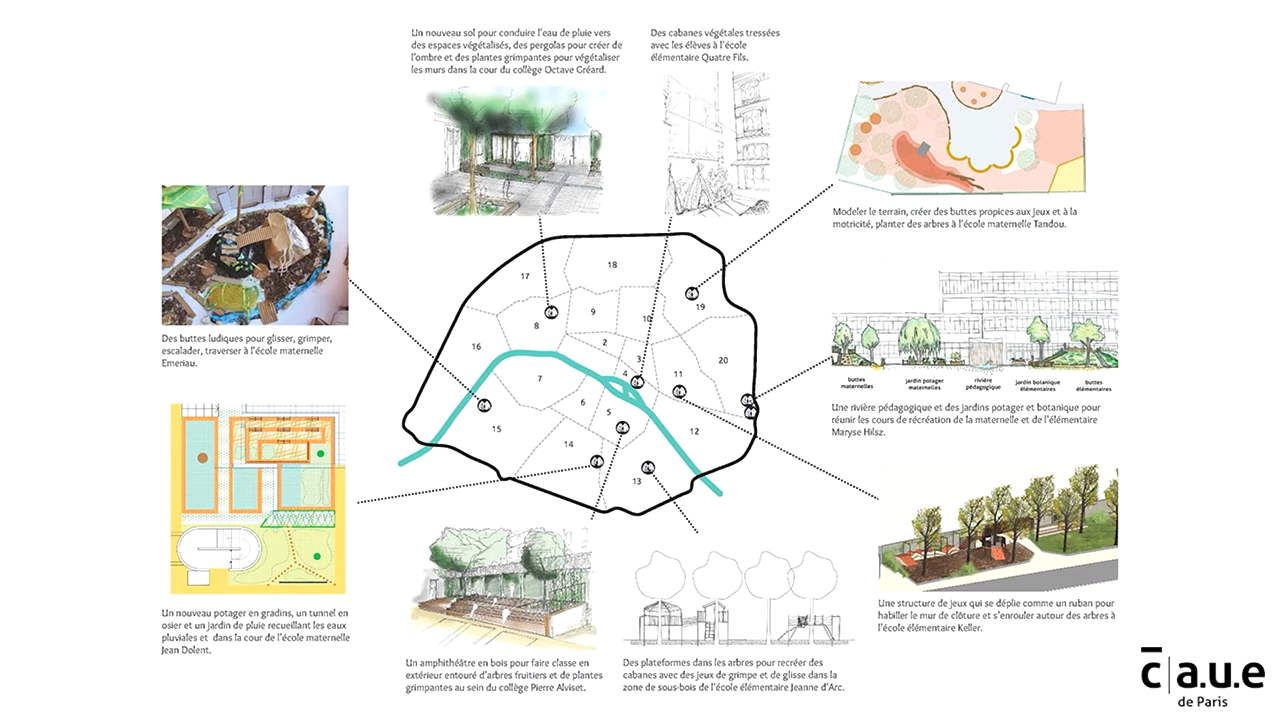 Un nouveau sol pour conduire l'eau de pluie vers
des espaces végétalisés, des pergolas pour créer de
l'ombre et des plantes grimpantes pour végétaliser
les murs dans la cour du collège Octave Gréard.
Des cabanes végétales tressées
avec les élèves à l'école
élémentaire Quatre Fils.
Modeler le terrain, créer des buttes propices aux jeux et à la
motricité, planter des arbres à l'école maternelle Tandou.
Des buttes ludiques pour glisser, grimper,
escalader, traverser à l'école maternelle
Emeriau.
17
18
19
8
9
10
2
3
16
20
7
4
11
6
5
15
14
12
13
buttes
maternelles
jardin potager
maternelles
rivière
pédagogique
jardin botanique
élémentaires
buttes
élémentaires
Une rivière pédagogique et des jardins potager et botanique pour
réunir les cours de récréation de la maternelle et de l'élémentaire
Maryse Hilsz.
Un nouveau potager en gradins, un tunnel en
osier et un jardin de pluie recueillant les eaux
pluviales et dans la cour de l'école maternelle
Jean Dolent.
Un amphithéâtre en bois pour faire classe en
extérieur entouré d'arbres fruitiers et de plantes
grimpantes au sein du collège Pierre Alviset.
Des plateformes dans les arbres pour recréer des
cabanes avec des jeux de grimpe et de glisse dans la
zone de sous-bois de l'école élémentaire Jeanne d'Arc.
Une structure de jeux qui se déplie comme un ruban pour
habiller le mur de clôture et s'enrouler autour des arbres à
l'école élémentaire Keller.
c|a.u.e
de Paris